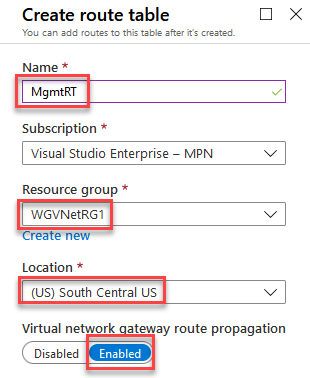 Create route table
You can add routes to this table after it's created.
Name *
MgmtRT
Subscription *
Visual Studio Enterprise – MPN
Resource group *
WGVNetRG1
Create new
Location *
(US) South Central US
Virtual network gateway route propagation
Disabled Enabled